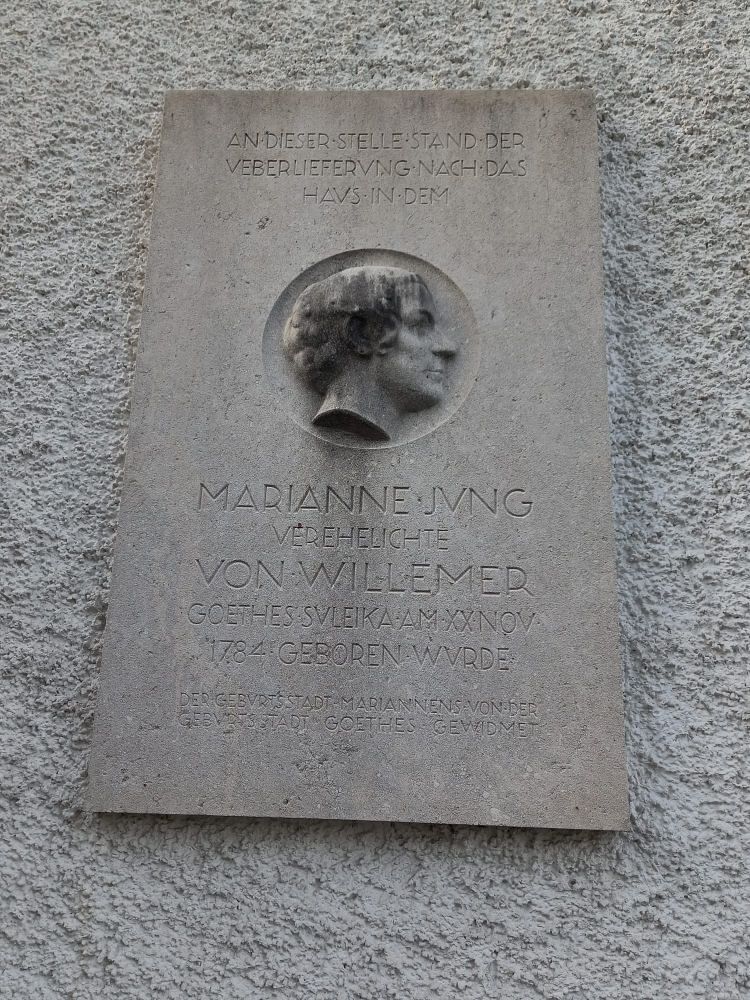 AN·DIESER·STELLE·STAND·DER
VEBERLIEFERVNG·NACH·DAS
HAVS·IN·DEM
MARIANNE·JVNG
VEREHELICHTE
VON·WILLEMER
GOETHES·SVLEIKA·AM·XX·NOV·
1784·GEBOREN·WVRDE·
DER·GEBVRTSSTADT·MARIANNENS·VON·DER
GEBVRTSSTADT GOETHES GEWIDMET